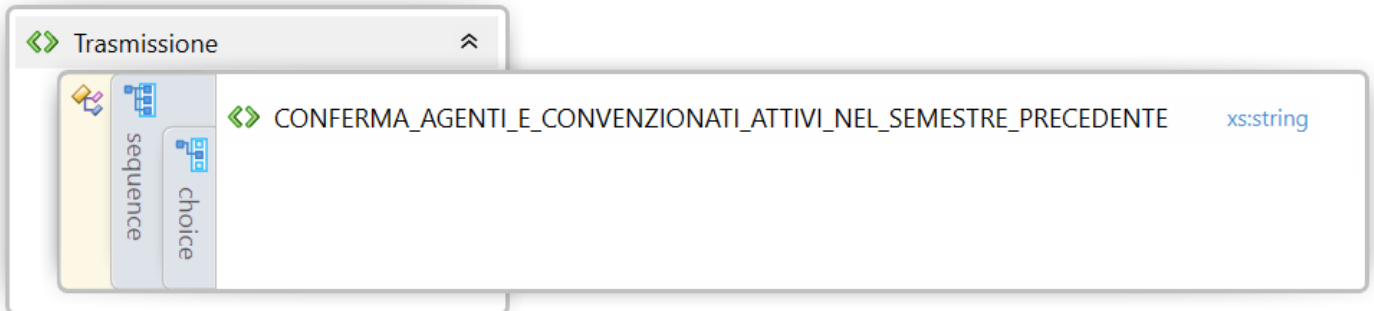 Trasmissione
sequence
choice
CONFERMA_AGENTI_E_CONVENZIONATI_ATTIVI_NEL_SEMESTRE_PRECEDENTE xs:string